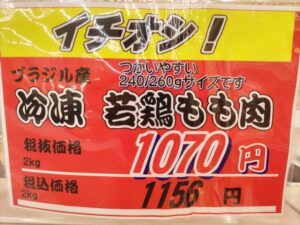 イチオシ！
ブラジル産
つかいやすい
240/260gサイズです
冷凍 若鶏もも肉
税抜価格 2kg 1070円
税込価格 2kg 1156円